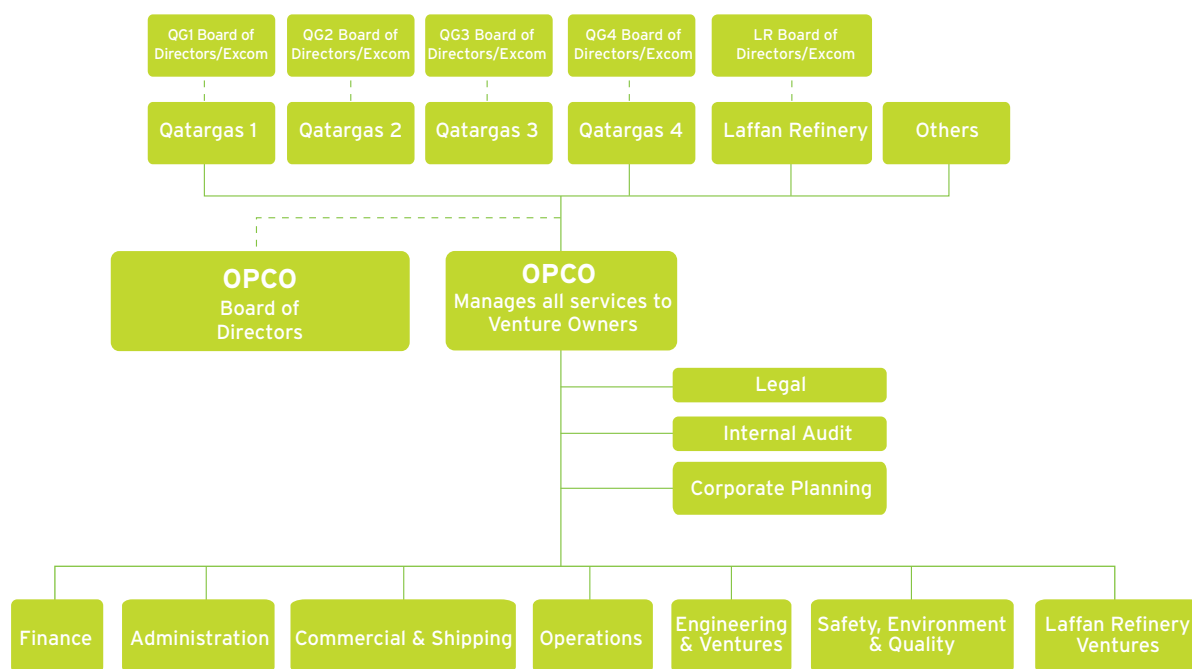 QG1 Board of
Directors/Excom
QG2 Board of
Directors/Excom
QG3 Board of
Directors/Excom
QG4 Board of
Directors/Excom
LR Board of
Directors/Excom
Qatargas 1
Qatargas 2
Qatargas 3
Qatargas 4
Laffan Refinery
Others
OPCO
Board of
Directors
OPCO
Manages all services to
Venture Owners
Legal
Internal Audit
Corporate Planning
Finance
Administration
Commercial & Shipping
Operations
Engineering
& Ventures
Safety, Environment
& Quality
Laffan Refinery
Ventures